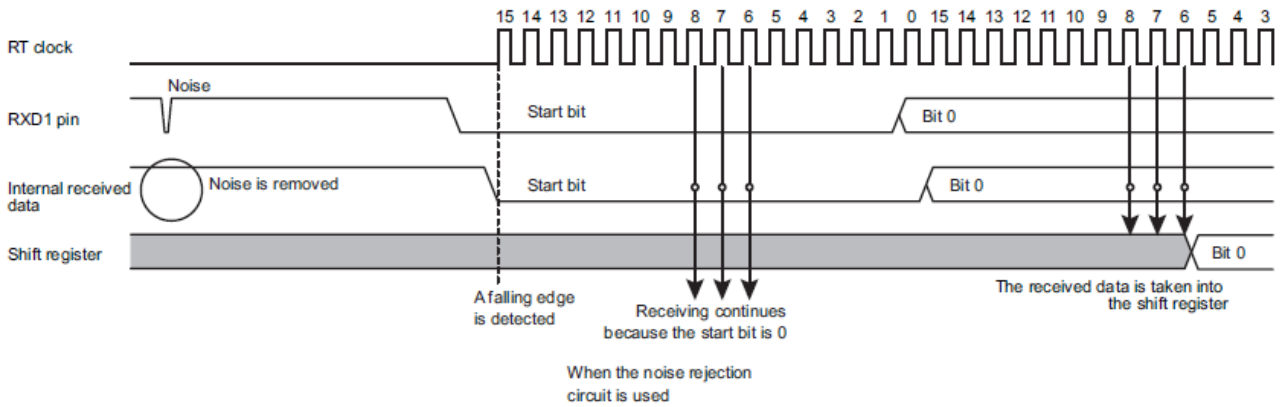 15 14 13 12 11 10 9 8 7 6 5 4 3 2 1 0 15 14 13 12 11 10 9 8 7 6 5 4 3
RT clock
Noise
RXD1 pin
Start bit
Bit 0
Internal received
data
Noise is removed
Start bit
Bit 0
Shift register
Bit 0
A falling edge
is detected
Receiving continues
because the start bit is 0
The received data is taken into
the shift register
When the noise rejection
circuit is used